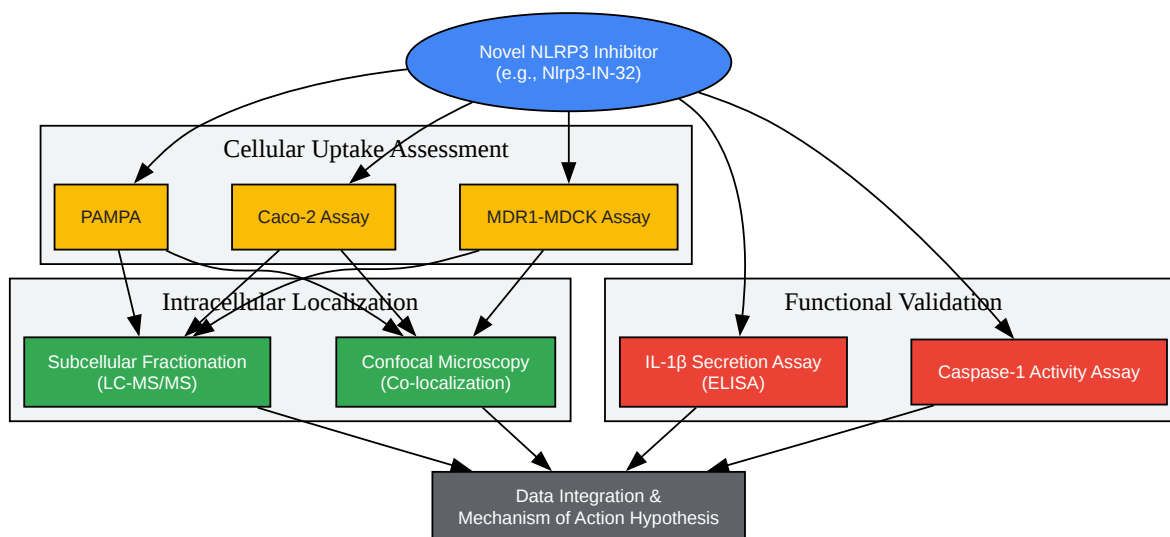 Novel NLRP3 Inhibitor
(e.g., Nlrp3-IN-32)
Cellular Uptake Assessment
PAMPA
Caco-2 Assay
MDR1-MDCK Assay
Intracellular Localization
Functional Validation
Subcellular Fractionation
(LC-MS/MS)
Confocal Microscopy
(Co-localization)
IL-1β Secretion Assay
(ELISA)
Caspase-1 Activity Assay
Data Integration &
Mechanism of Action Hypothesis